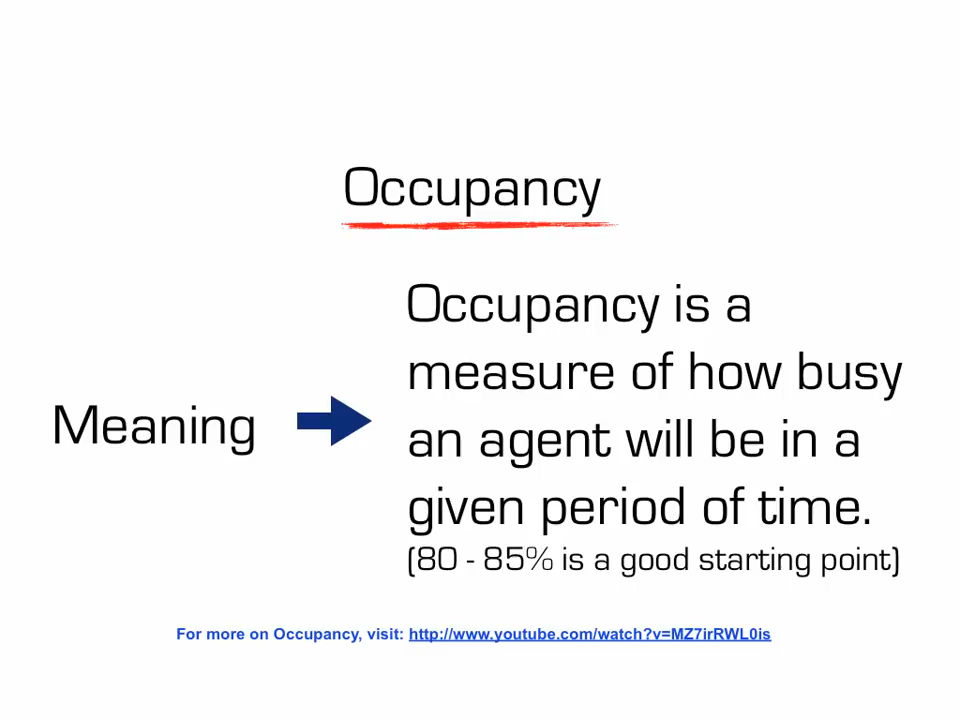 Occupancy
Meaning
Occupancy is a
measure of how busy
an agent will be in a
given period of time.
(80 - 85% is a good starting point)
For more on Occupancy, visit: http://www.youtube.com/watch?v=MZ7irRWL0is